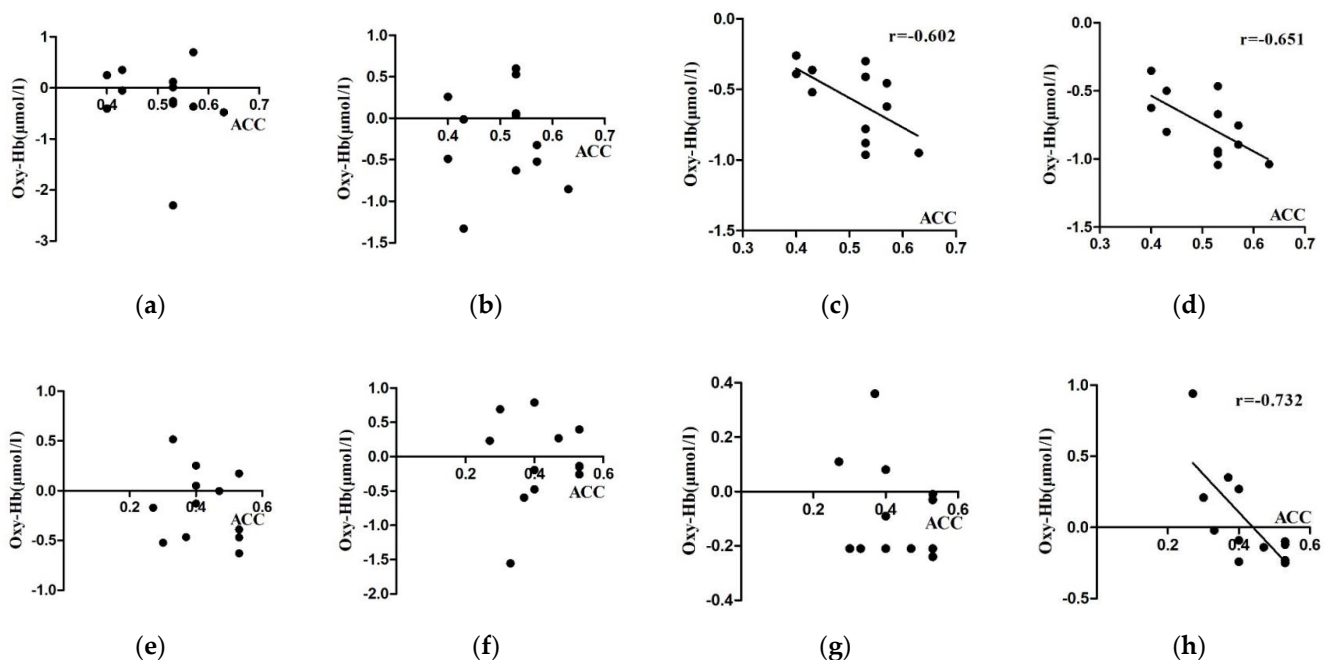 Oxy-Hb(μmol/l)
1
0
-1
-2
-3
0.4
0.5
0.6
0.7
ACC
(a)
Oxy-Hb(μmol/l)
1.0
0.5
0.0
-0.5
-1.0
-1.5
0.4
0.5
0.6
0.7
ACC
(b)
Oxy-Hb(μmol/l)
0.0
-0.5
-1.0
-1.5
r=-0.602
ACC
0.3
0.4
0.5
0.6
0.7
(c)
Oxy-Hb(μmol/l)
0.0
-0.5
-1.0
-1.5
r=-0.651
ACC
0.3
0.4
0.5
0.6
0.7
(d)
Oxy-Hb(μmol/l)
1.0
0.5
0.0
-0.5
-1.0
0.2
0.4
0.6
ACC
(e)
Oxy-Hb(μmol/l)
1.0
0.5
0.0
-0.5
-1.0
-1.5
-2.0
0.2
0.4
0.6
ACC
(f)
Oxy-Hb(μmol/l)
0.4
0.2
0.0
-0.2
-0.4
0.2
0.4
0.6
ACC
(g)
Oxy-Hb(μmol/l)
1.0
0.5
0.0
-0.5
r=-0.732
ACC
0.2
0.4
0.6
(h)